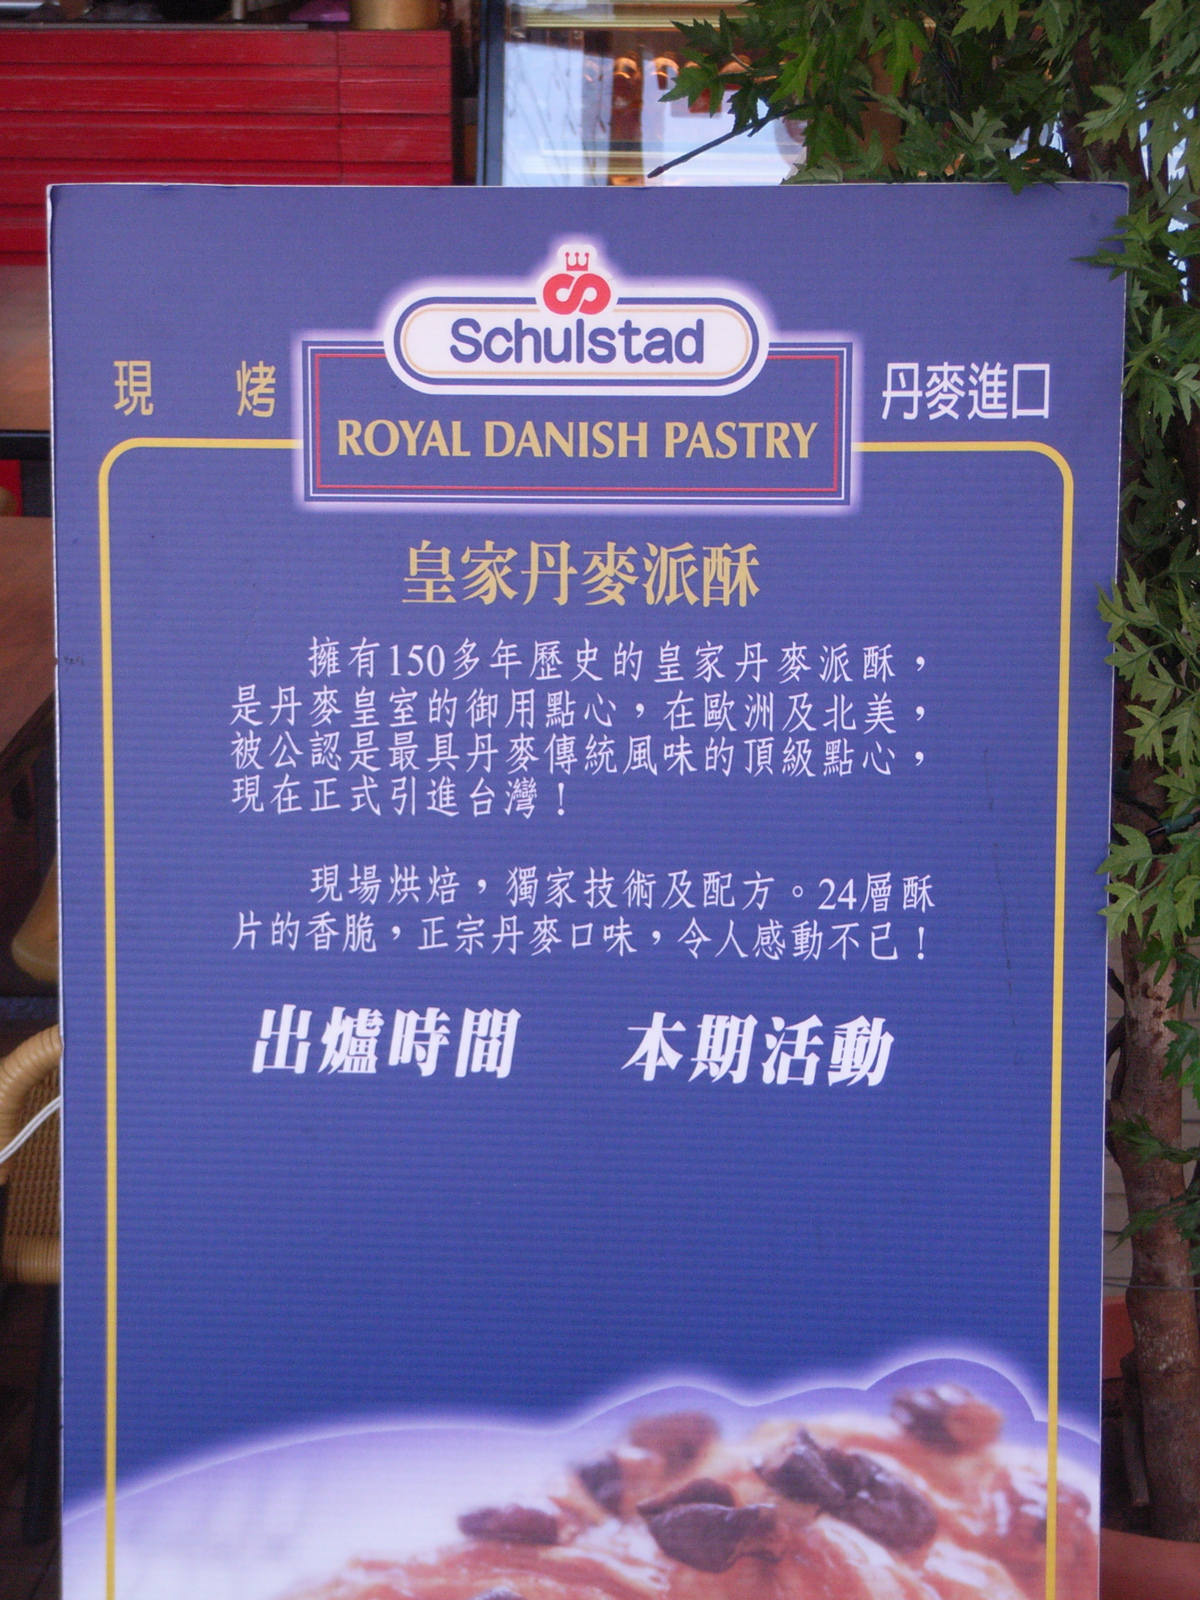 Schulstad
現 烤
丹麥進口
ROYAL DANISH PASTRY
皇家丹麥派酥
擁有150多年歷史的皇家丹麥派酥，
是丹麥皇室的御用點心，在歐洲及北美，
被公認是最具丹麥傳統風味的頂級點心，
現在正式引進台灣！
現場烘焙，獨家技術及配方。24層酥
片的香脆，正宗丹麥口味，令人感動不已！
出爐時間 本期活動